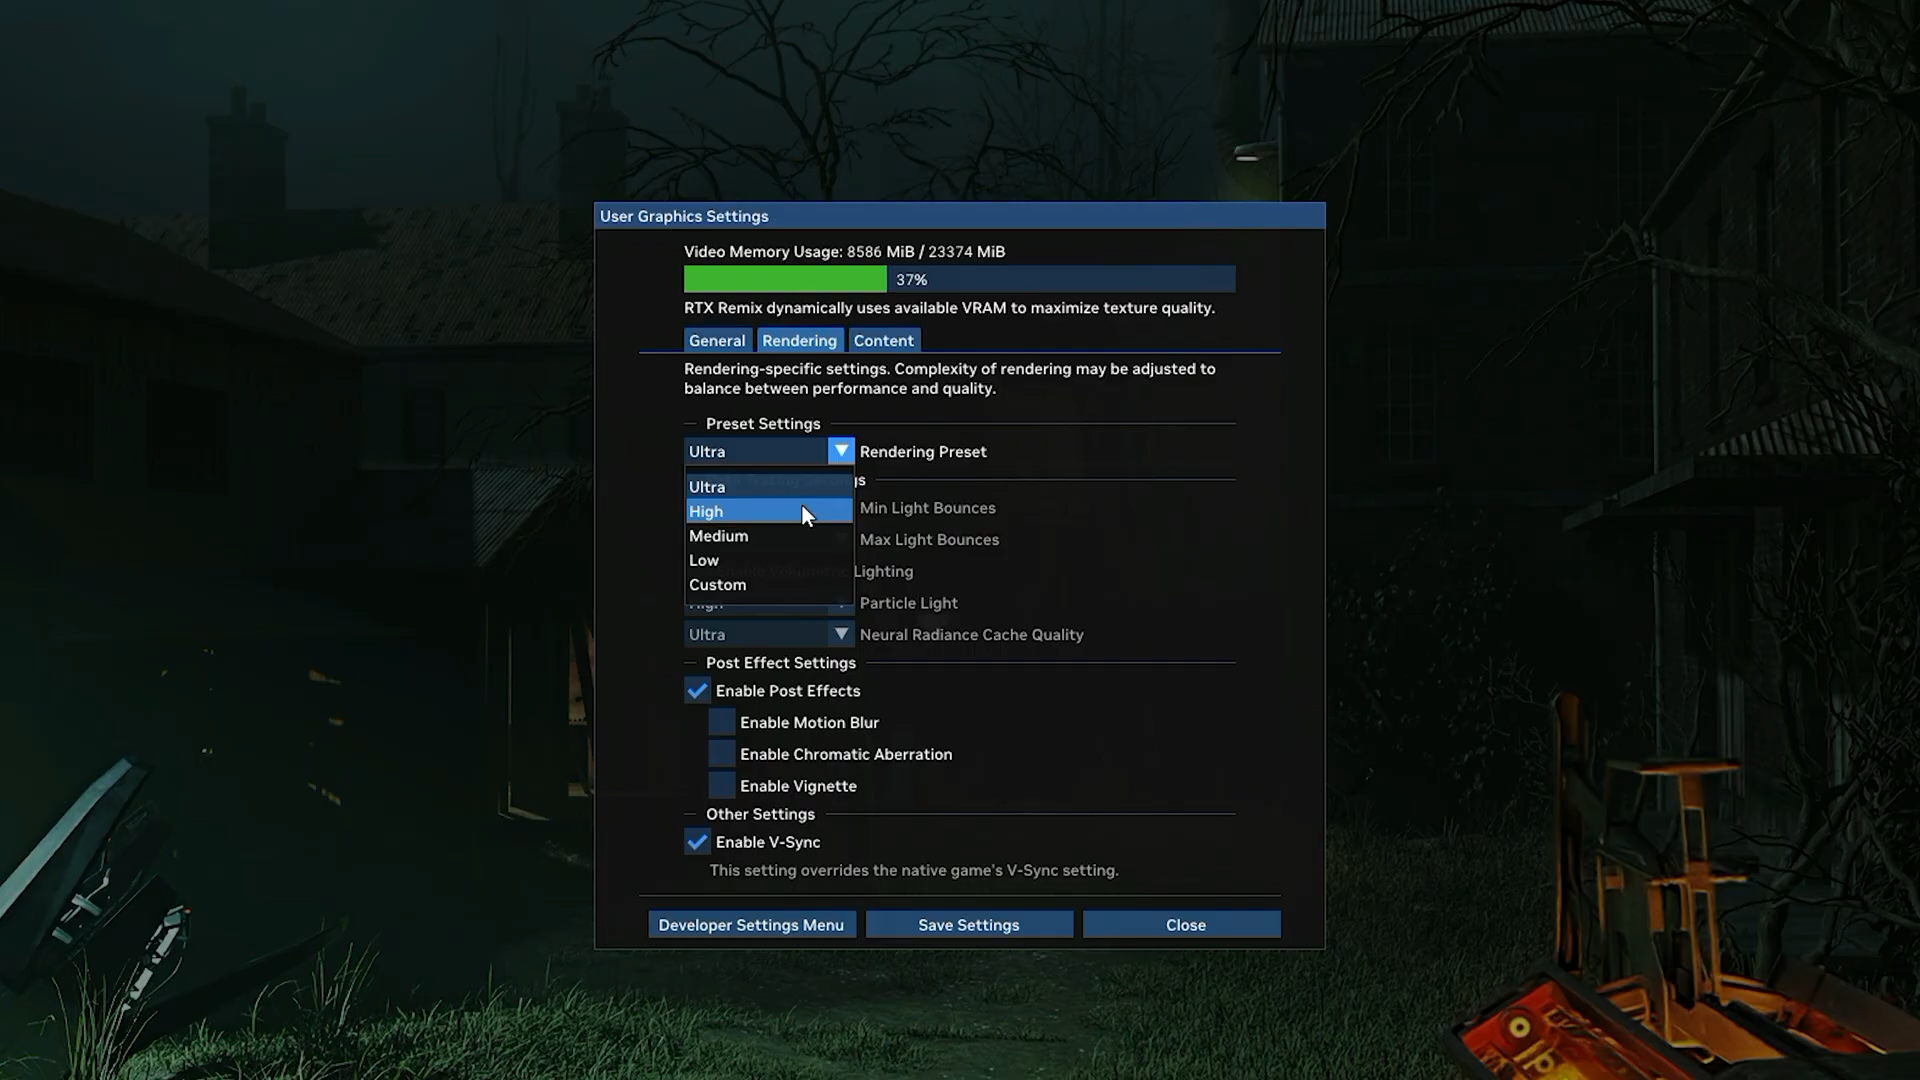 User Graphics Settings
Video Memory Usage: 8586 MiB / 23374 MiB
37%
RTX Remix dynamically uses available VRAM to maximize texture quality.
General Rendering Content
Rendering-specific settings. Complexity of rendering may be adjusted to
balance between performance and quality.
Preset Settings
Ultra Rendering Preset
Ultra
High Min Light Bounces
Medium Max Light Bounces
Low Lighting
Custom
High Particle Light
Ultra Neural Radiance Cache Quality
Post Effect Settings
Enable Post Effects
Enable Motion Blur
Enable Chromatic Aberration
Enable Vignette
Other Settings
Enable V-Sync
This setting overrides the native game's V-Sync setting.
Developer Settings Menu Save Settings Close